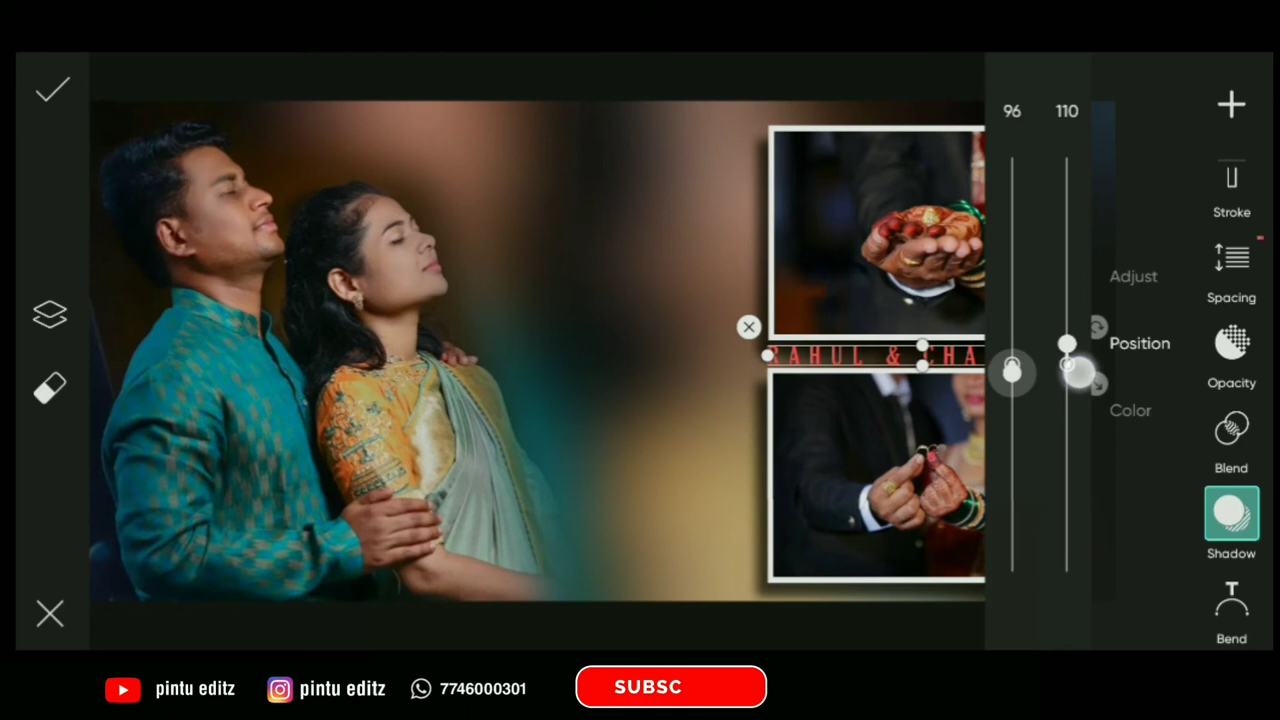 96 110
Stroke
Spacing
Adjust
Position
Opacity
Color
RAHUL & CHA
Blend
Shadow
T
Bend
pintu editz pintu editz 7746000301 SUBSC